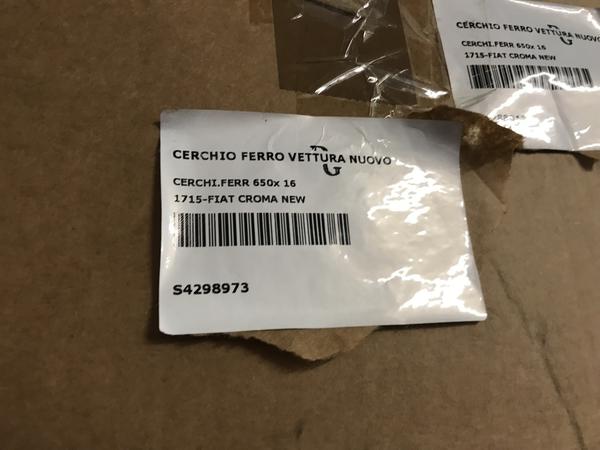 CERCHIO FERRO VETTURA NUOVO
CERCHI.FERR 650x 16
1715-FIAT CROMA NEW
S4298973
CERCHIO FERRO VETTURA NUOVO
CERCHI.FERR 650x 16
1715-FIAT CROMA NEW